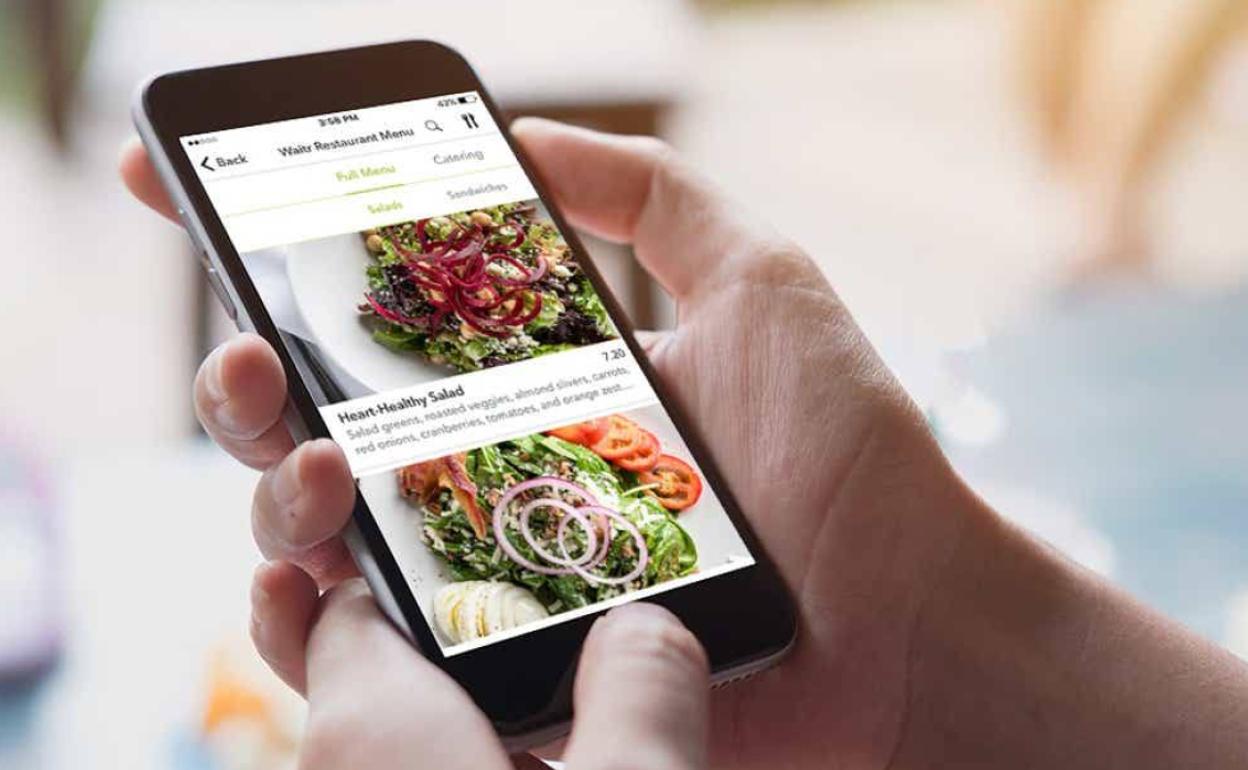 3:58 PM
42%
Back
Waitr Restaurant Menu
Full Menu
Catering
Salads
Sandwiches
Heart-Healthy Salad
7.20
Salad greens, roasted veggies, almond slivers, carrots,
red onions, cranberries, tomatoes, and orange zest....